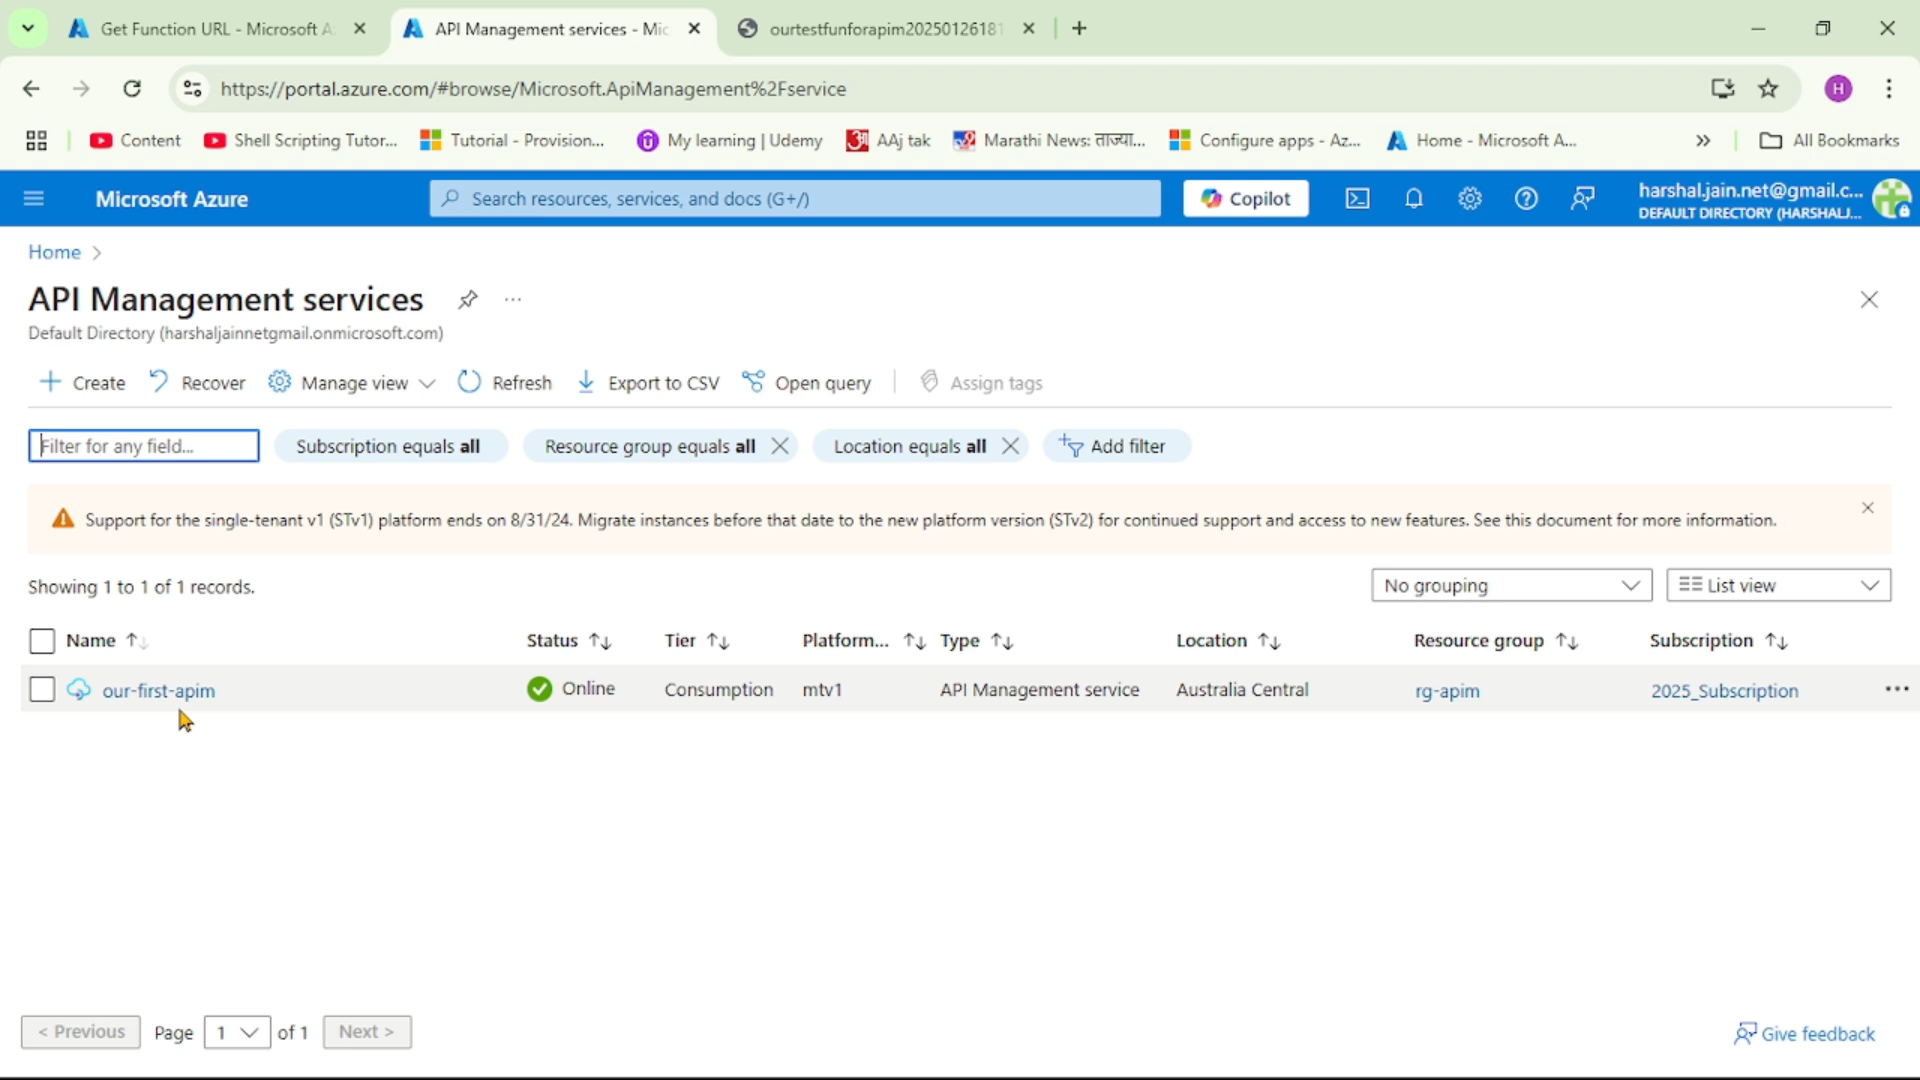 Get Function URL - Microsoft A
API Management services - Mic
ourtestfunforapim20250126181
https://portal.azure.com/#browse/Microsoft.ApiManagement%2Fservice
H
Content
Shell Scripting Tutor...
Tutorial - Provision...
My learning | Udemy
AAj tak
Marathi News: ताज्या...
Configure apps - Az...
Home - Microsoft A...
»
All Bookmarks
Microsoft Azure
Search resources, services, and docs (G+/)
Copilot
harshal.jain.net@gmail.c...
DEFAULT DIRECTORY (HARSHALJ...
Home >
API Management services
...
Default Directory (harshaljainnetgmail.onmicrosoft.com)
Create
Recover
Manage view
Refresh
Export to CSV
Open query
Assign tags
Filter for any field...
Subscription equals all
Resource group equals all
Location equals all
Add filter
Support for the single-tenant v1 (STv1) platform ends on 8/31/24. Migrate instances before that date to the new platform version (STv2) for continued support and access to new features. See this document for more information.
Showing 1 to 1 of 1 records.
No grouping
List view
Name
Status
Tier
Platform...
Type
Location
Resource group
Subscription
our-first-apim
Online
Consumption
mtv1
API Management service
Australia Central
rg-apim
2025_Subscription
...
< Previous
Page
1
of 1
Next >
Give feedback